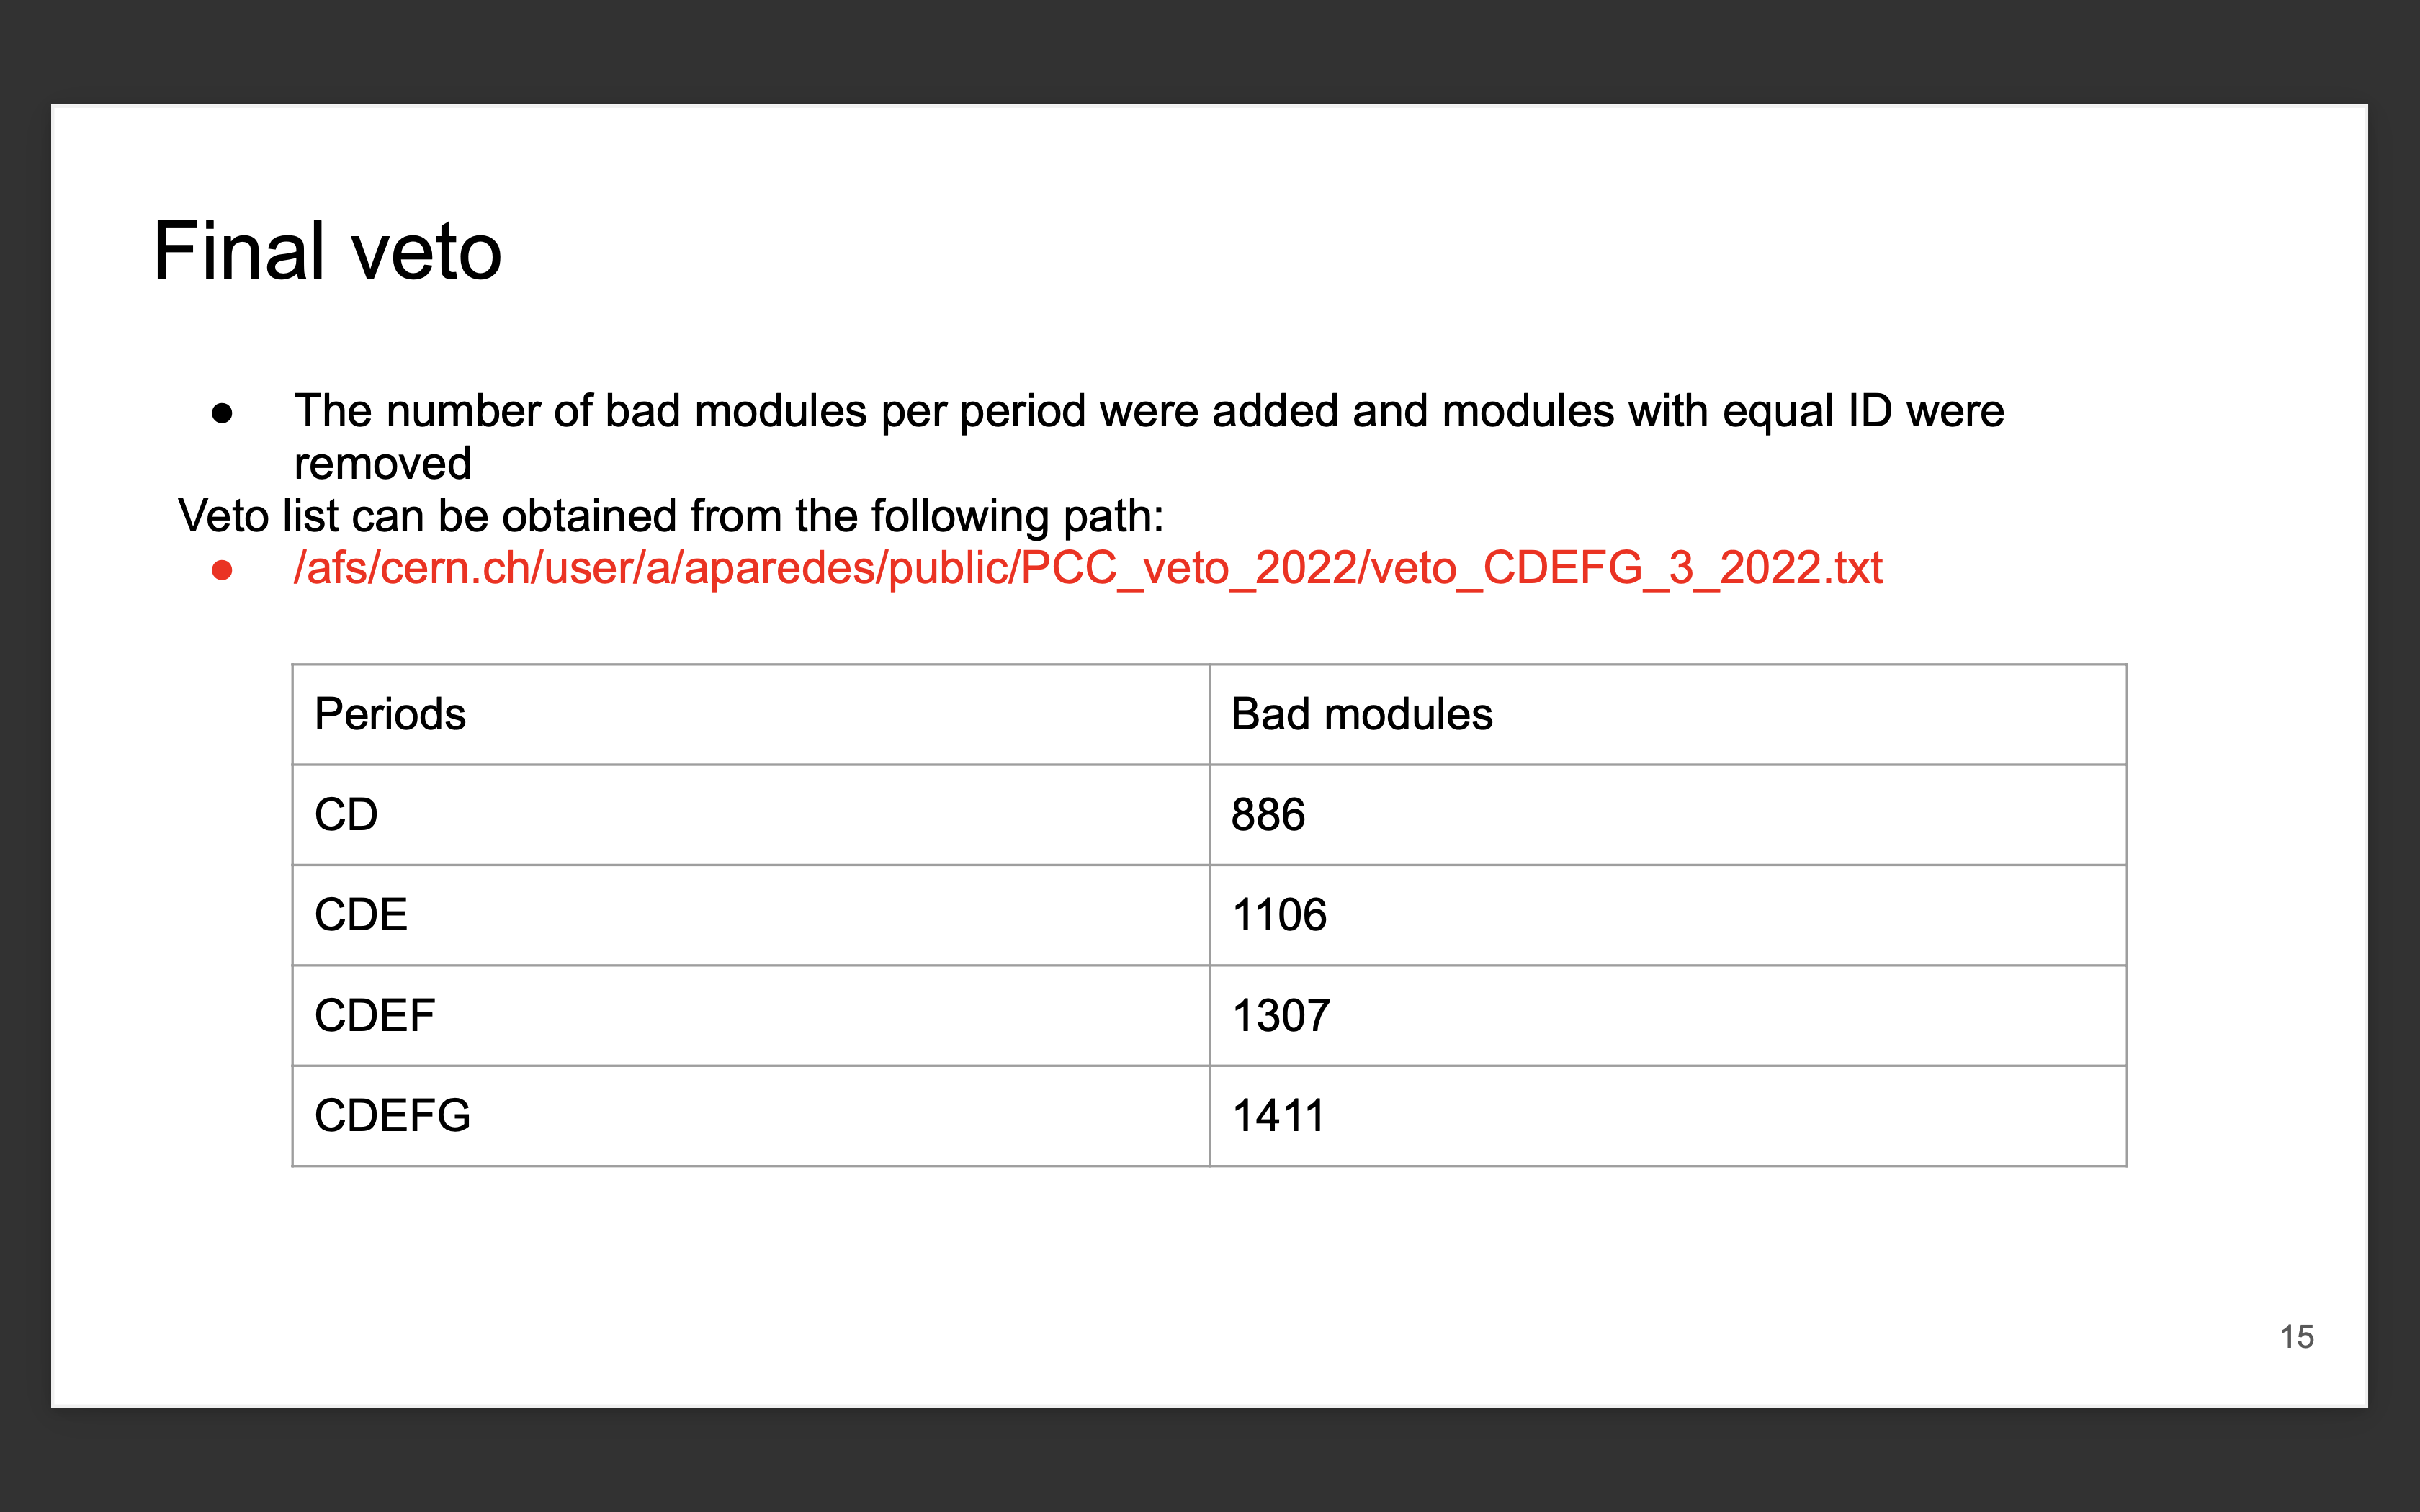 Final veto
● The number of bad modules per period were added and modules with equal ID were
removed
Veto list can be obtained from the following path:
● /afs/cern.ch/user/a/aparedes/public/PCC_veto_2022/veto_CDEFG_3_2022.txt
Periods Bad modules
CD 886
CDE 1106
CDEF 1307
CDEFG 1411
15